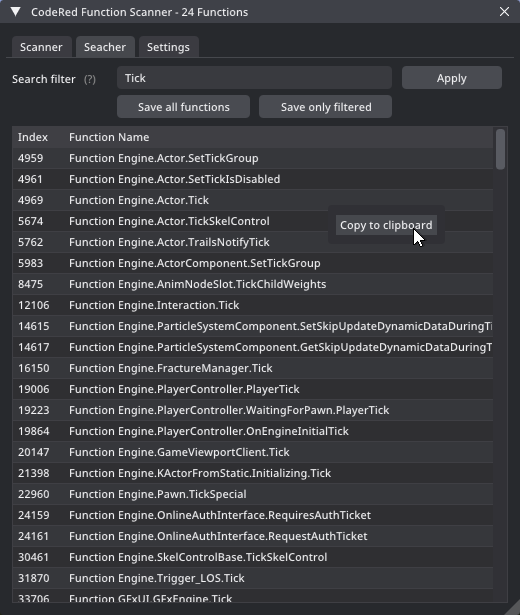 CodeRed Function Scanner - 24 Functions
Scanner Seacher Settings
Search filter (?) Tick Apply
Save all functions Save only filtered
Index Function Name
4959 Function Engine.Actor.SetTickGroup
4961 Function Engine.Actor.SetTickIsDisabled
4969 Function Engine.Actor.Tick
5674 Function Engine.Actor.TickSkelControl
Copy to clipboard
5762 Function Engine.Actor.TrailsNotifyTick
5983 Function Engine.ActorComponent.SetTickGroup
8475 Function Engine.AnimNodeSlot.TickChildWeights
12106 Function Engine.Interaction.Tick
14615 Function Engine.ParticleSystemComponent.SetSkipUpdateDynamicDataDuringTi
14617 Function Engine.ParticleSystemComponent.GetSkipUpdateDynamicDataDuringT
16150 Function Engine.FractureManager.Tick
19006 Function Engine.PlayerController.PlayerTick
19223 Function Engine.PlayerController.WaitingForPawn.PlayerTick
19864 Function Engine.PlayerController.OnEngineInitialTick
20147 Function Engine.GameViewportClient.Tick
21398 Function Engine.KActorFromStatic.Initializing.Tick
22960 Function Engine.Pawn.TickSpecial
24159 Function Engine.OnlineAuthInterface.RequiresAuthTicket
24161 Function Engine.OnlineAuthInterface.RequestAuthTicket
30461 Function Engine.SkelControlBase.TickSkelControl
31870 Function Engine.Trigger_LOS.Tick
33706 Function GFxUI.GFxEngine.Tick